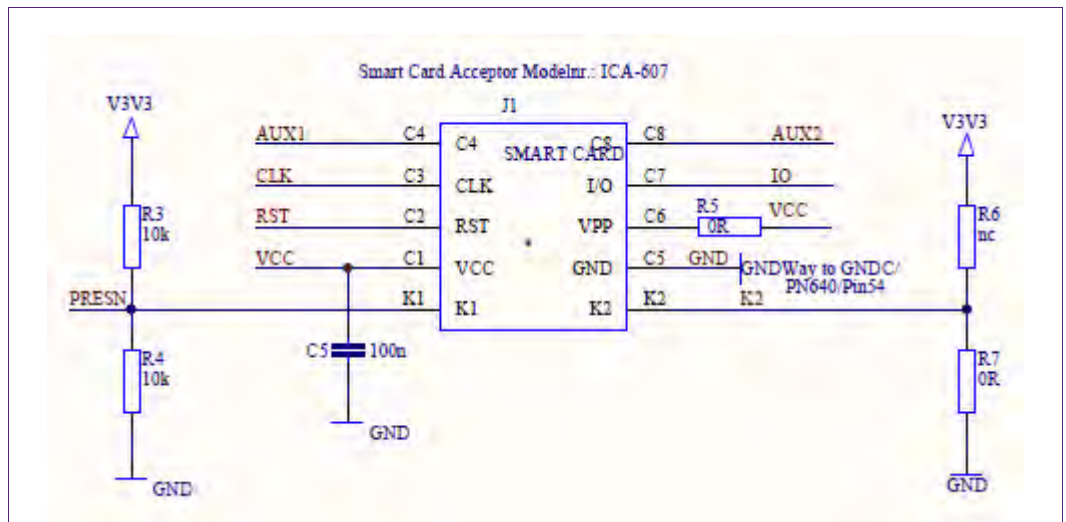 Smart Card Acceptor Modelnr.: ICA-607
J1
V3V3
V3V3
AUX1 C4 C4 C8 C8 AUX2
SMART CARD
CLK C3 CLK I/O C7 IO
RST C2 RST VPP C6 R5 0R VCC
VCC C1 VCC GND C5 GND GNDWay to GNDC/
PN640/Pin54
PRESN K1 K1 K2 K2 K2
R3
10k
R6
nc
C5 100n
R4
10k
R7
0R
GND
GND
GND